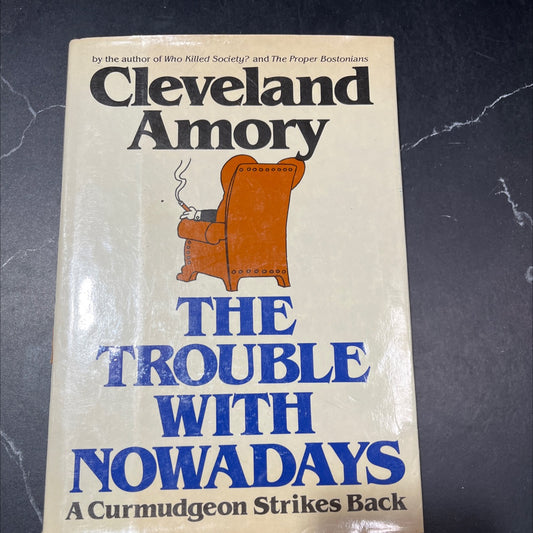 by the author of Who Killed Society? and The Proper Bostonians
Cleveland
Amory
THE
TROUBLE
WITH
NOWADAYS
A Curmudgeon Strikes Back